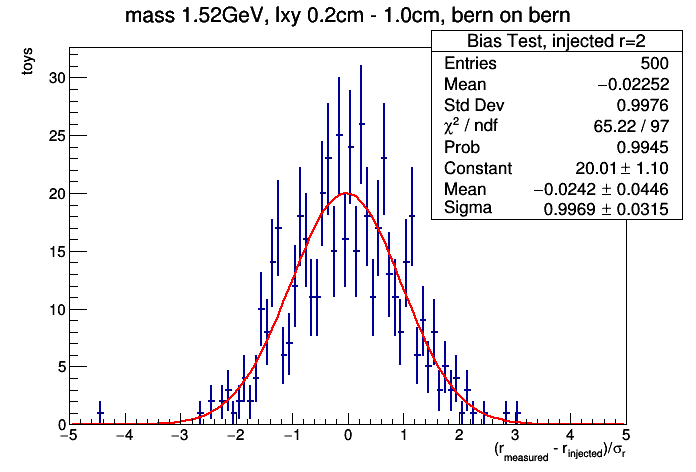 mass 1.52GeV, lxy 0.2cm - 1.0cm, bern on bern
toys
Bias Test, injected r=2
Entries 500
Mean −0.02252
Std Dev 0.9976
χ² / ndf 65.22 / 97
Prob 0.9945
Constant 20.01 ± 1.10
Mean −0.0242 ± 0.0446
Sigma 0.9969 ± 0.0315
30
25
20
15
10
5
0
−5 −4 −3 −2 −1 0 1 2 3 4 5
(r_measured - r_injected)/σ_r